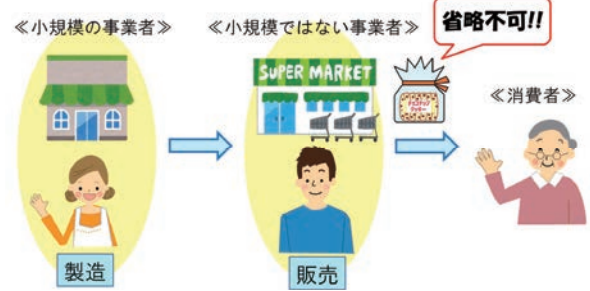 ≪小規模の事業者≫
≪小規模ではない事業者≫
省略不可!!
SUPER MARKET
≪消費者≫
製造
販売